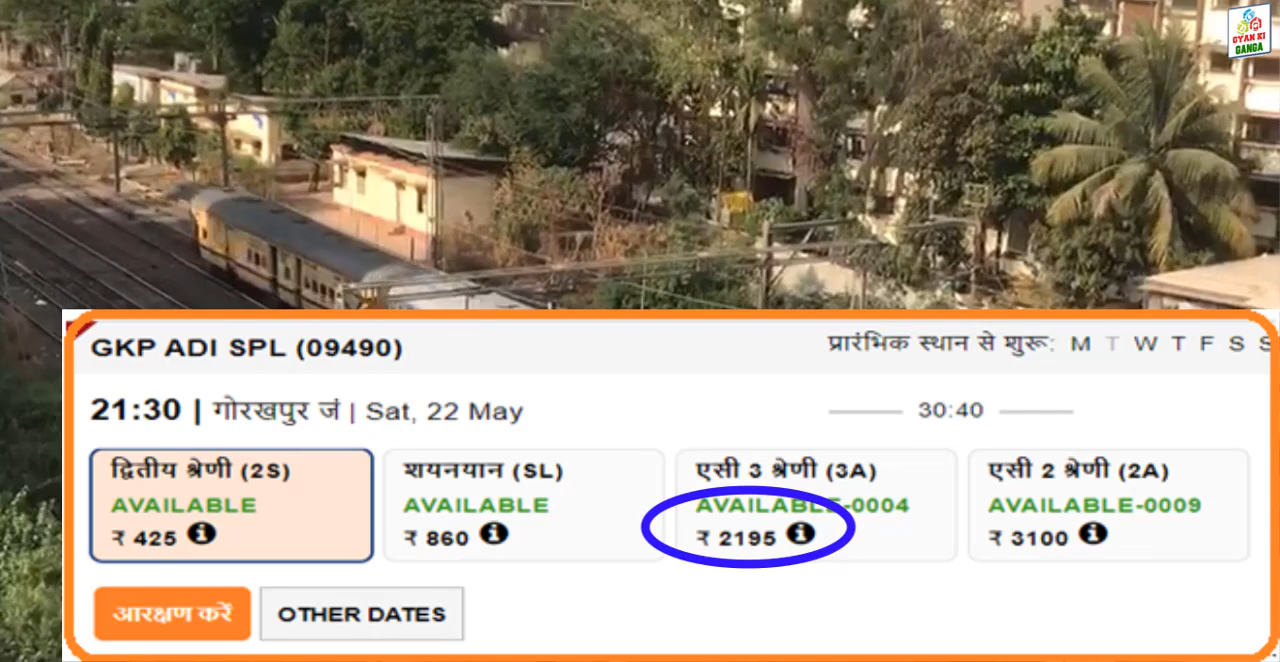 GYAN KI
GANGA
GKP ADI SPL (09490)
प्रारंभिक स्थान से शुरू: M T W T F S S
21:30 | गोरखपुर जं | Sat, 22 May
30:40
द्वितीय श्रेणी (2S)
AVAILABLE
₹ 425
शयनयान (SL)
AVAILABLE
₹ 860
एसी 3 श्रेणी (3A)
AVAILABLE-0004
₹ 2195
एसी 2 श्रेणी (2A)
AVAILABLE-0009
₹ 3100
आरक्षण करें
OTHER DATES